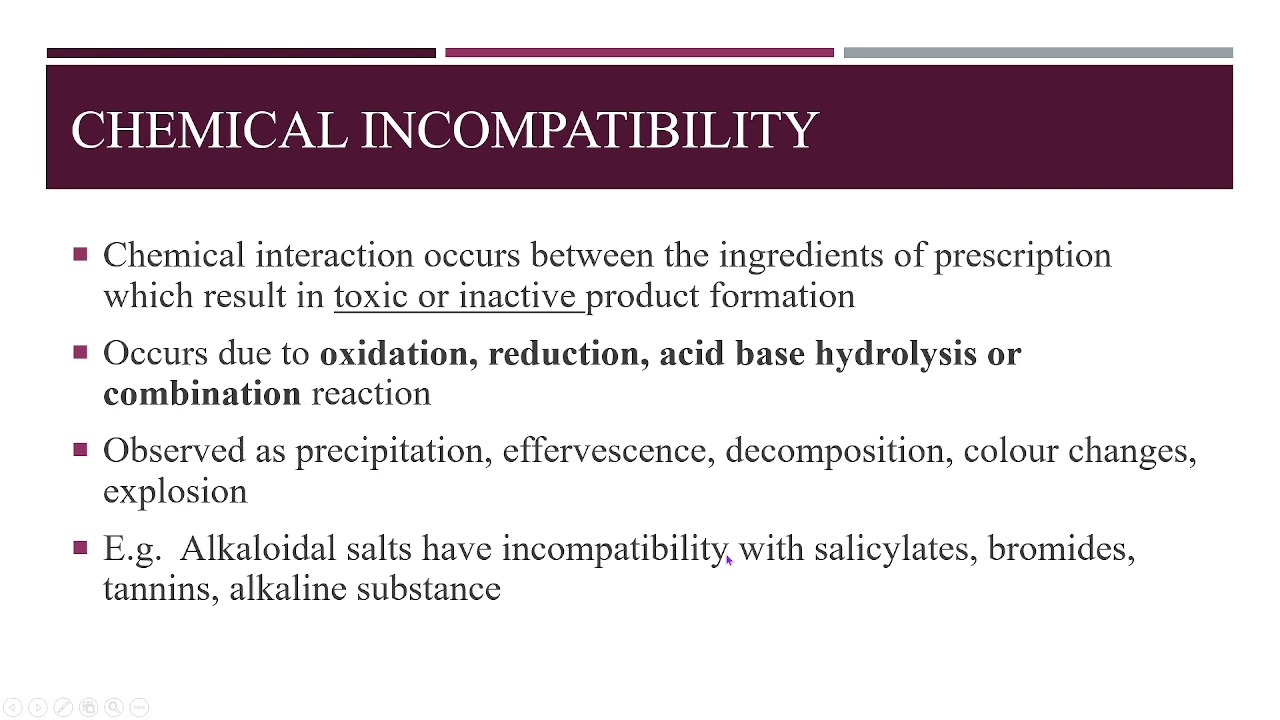 CHEMICAL INCOMPATIBILITY
Chemical interaction occurs between the ingredients of prescription
which result in toxic or inactive product formation
Occurs due to oxidation, reduction, acid base hydrolysis or
combination reaction
Observed as precipitation, effervescence, decomposition, colour changes,
explosion
E.g.  Alkaloidal salts have incompatibility with salicylates, bromides,
tannins, alkaline substance